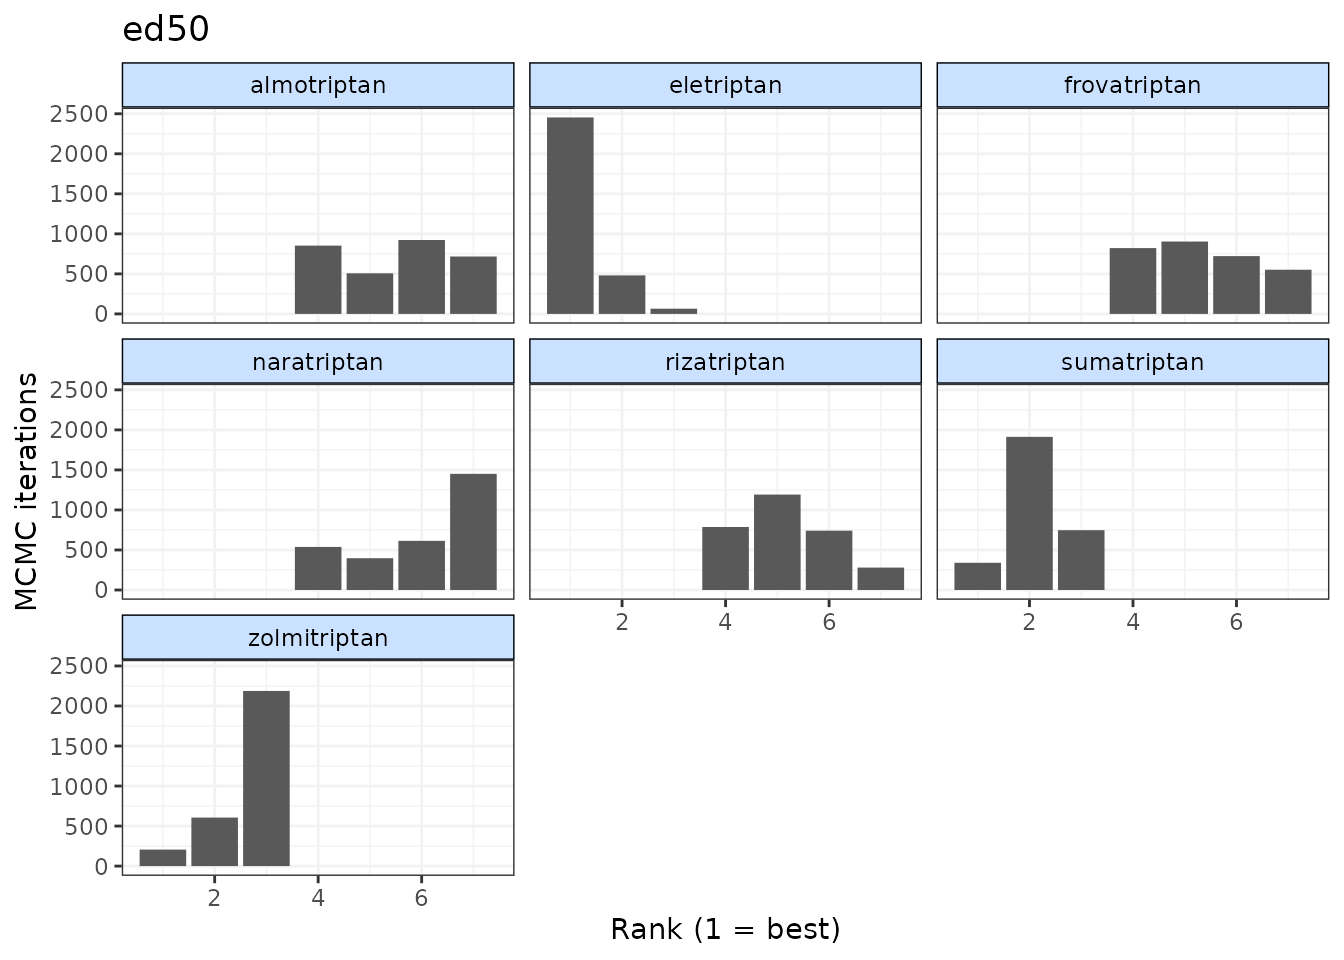 ed50
almotriptan
eletriptan
frovatriptan
2500
2000
1500
1000
500
0
naratriptan
rizatriptan
sumatriptan
2500
2000
1500
1000
500
0
2 4 6
2 4 6
zolmitriptan
2500
2000
1500
1000
500
0
2 4 6
MCMC iterations
Rank (1 = best)